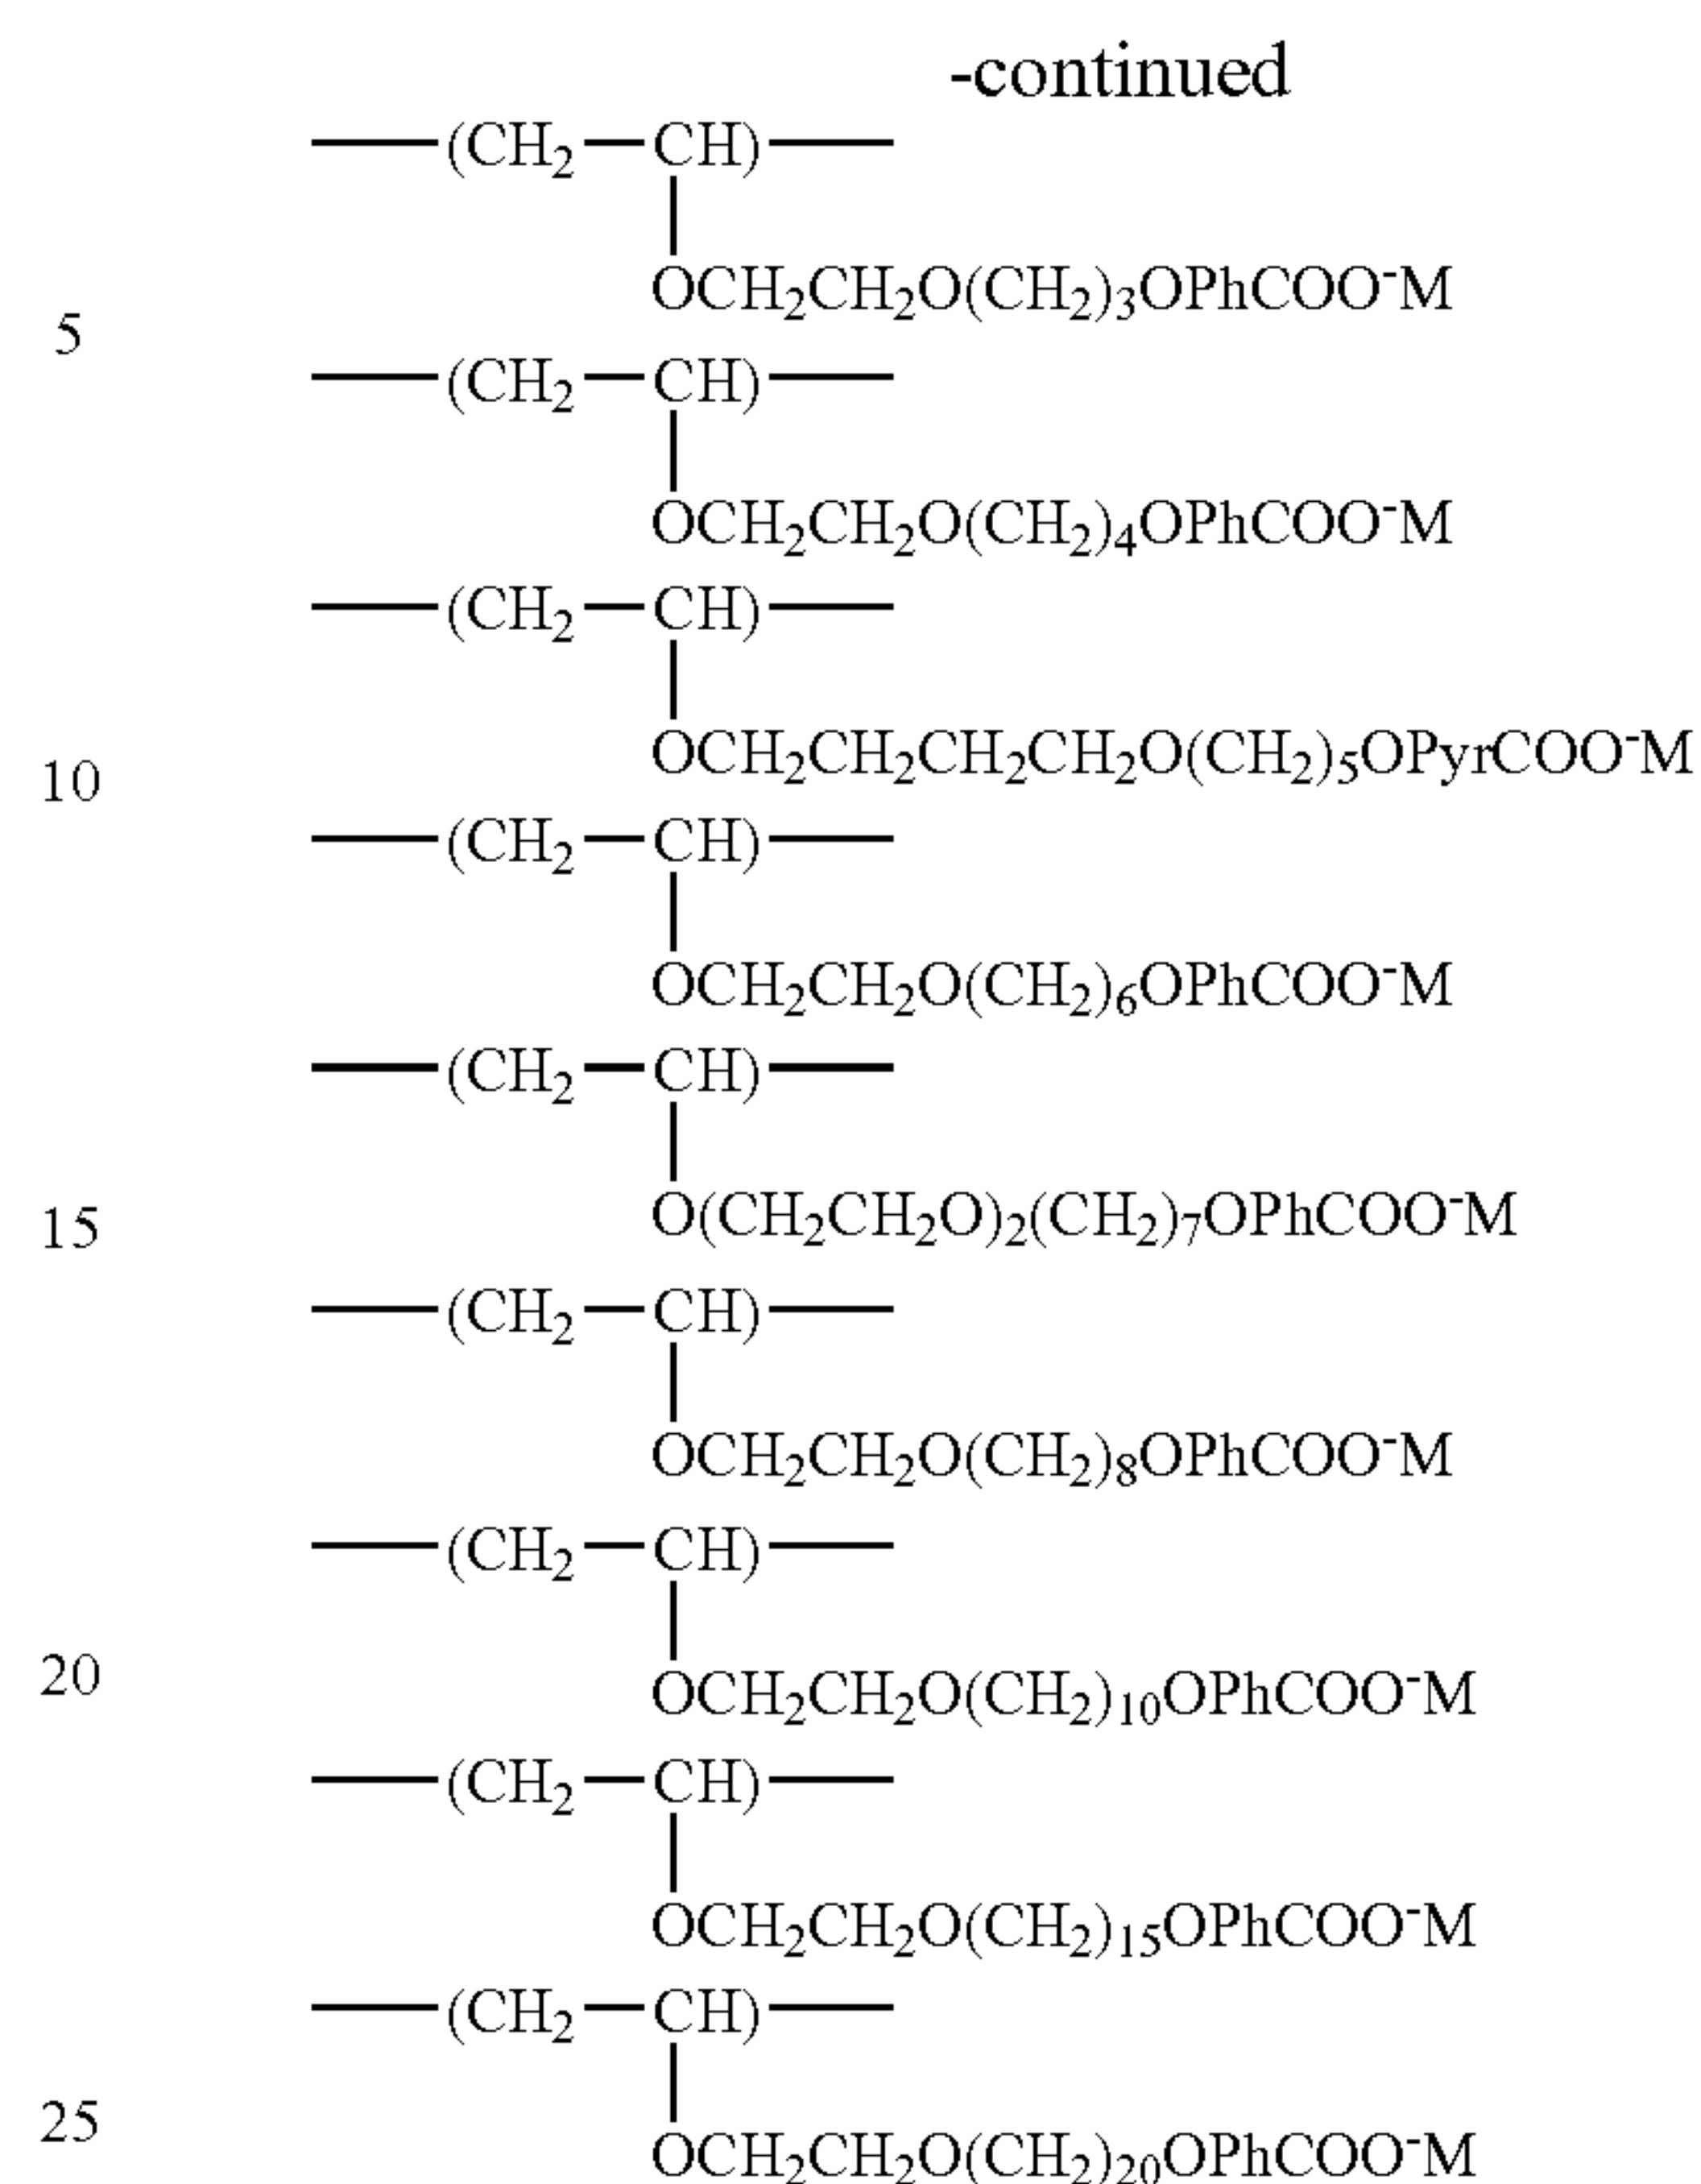 -continued
—(CH₂—CH)—
OCH₂CH₂O(CH₂)₃OPhCOO⁻M
5
—(CH₂—CH)—
OCH₂CH₂O(CH₂)₄OPhCOO⁻M
—(CH₂—CH)—
OCH₂CH₂CH₂CH₂O(CH₂)₅OPyrCOO⁻M
10
—(CH₂—CH)—
OCH₂CH₂O(CH₂)₆OPhCOO⁻M
—(CH₂—CH)—
O(CH₂CH₂O)₂(CH₂)₇OPhCOO⁻M
15
—(CH₂—CH)—
OCH₂CH₂O(CH₂)₈OPhCOO⁻M
—(CH₂—CH)—
20
OCH₂CH₂O(CH₂)₁₀OPhCOO⁻M
—(CH₂—CH)—
OCH₂CH₂O(CH₂)₁₅OPhCOO⁻M
—(CH₂—CH)—
25
OCH₂CH₂O(CH₂)₂₀OPhCOO⁻M